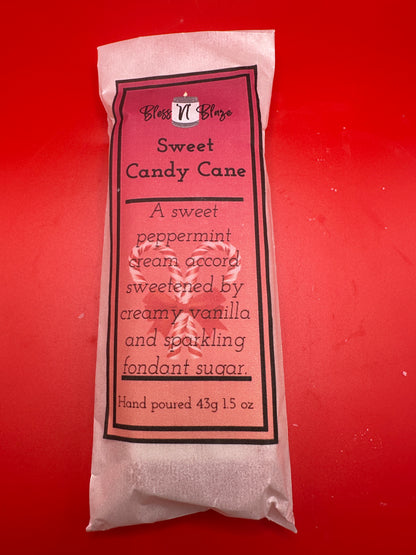 Bless N Blaze
Sweet
Candy Cane
A sweet
peppermint
cream accord
sweetened by
creamy vanilla
and sparkling
fondont sugar.
Hand poured 43g 1.5 oz